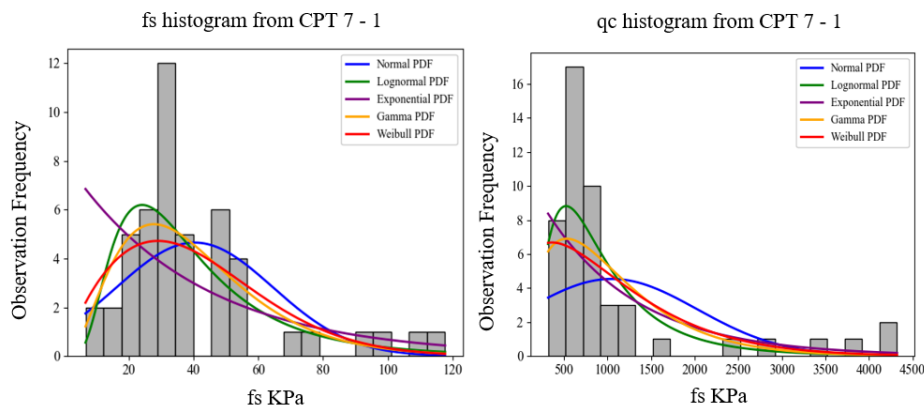 fs histogram from CPT 7 - 1
Observation Frequency
12
10
8
6
4
2
0
Normal PDF
Lognormal PDF
Exponential PDF
Gamma PDF
Weibull PDF
20
40
60
80
100
120
fs KPa
qc histogram from CPT 7 - 1
Observation Frequency
16
14
12
10
8
6
4
2
0
Normal PDF
Lognormal PDF
Exponential PDF
Gamma PDF
Weibull PDF
500
1000
1500
2000
2500
3000
3500
4000
4500
fs KPa